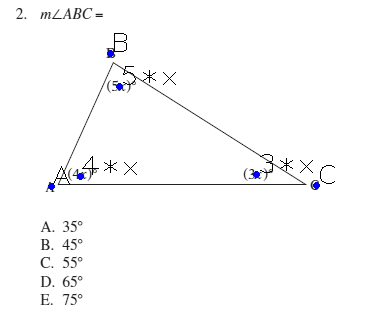 2. m∠ABC =
B
5 * x
(5x)°
A
(4x)°
4 * x
(3x)°
3 * x
C
A. 35°
B. 45°
C. 55°
D. 65°
E. 75°